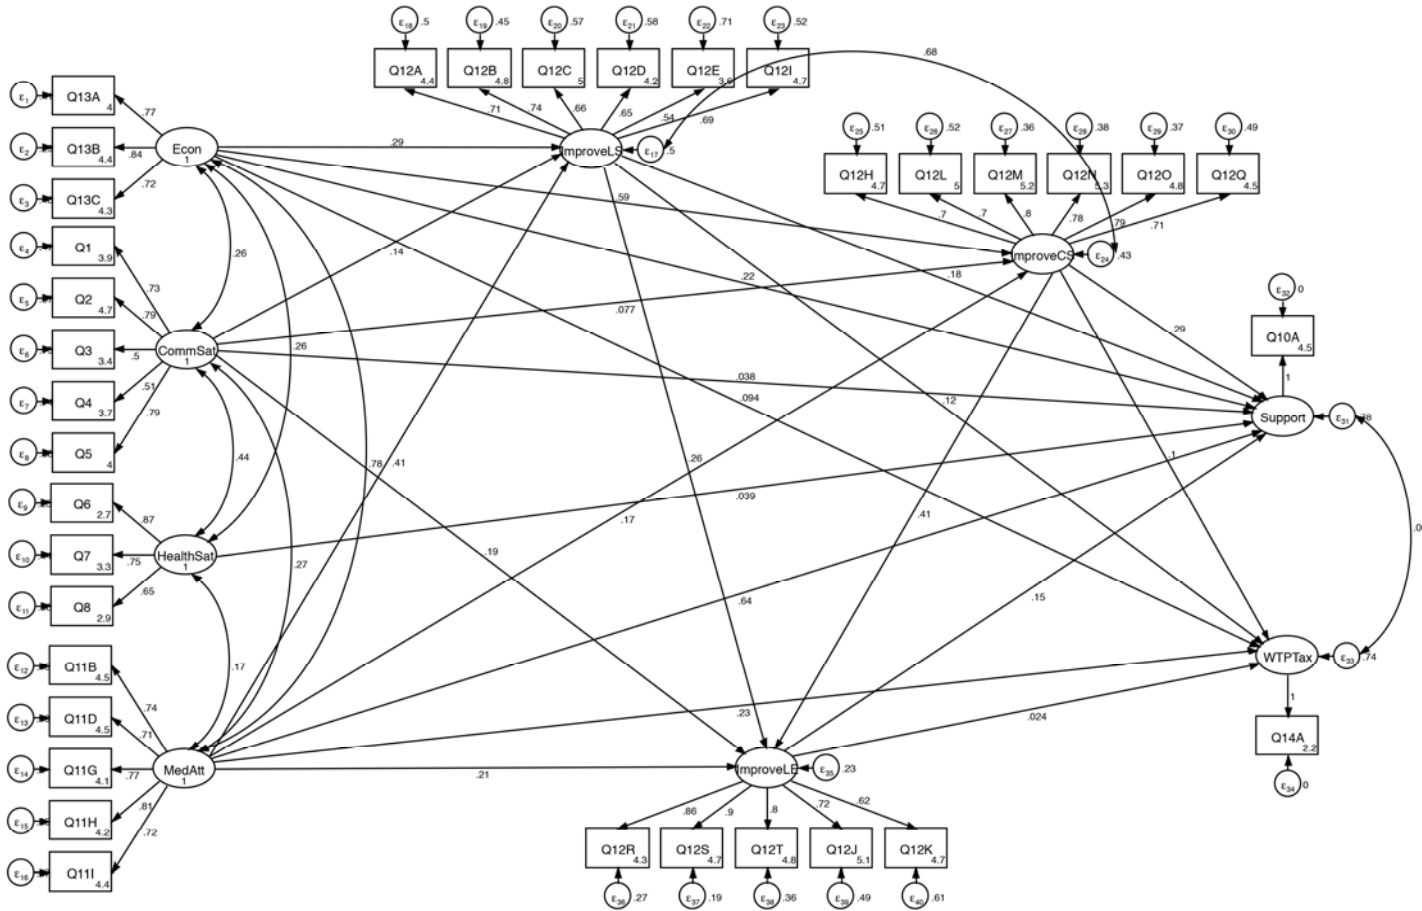 ε18 .5
ε19 .45
ε20 .57
ε21 .58
ε22 .71
ε23 .52
Q12A 4.4
Q12B 4.8
Q12C 5
Q12D 4.2
Q12E
Q12I 4.7
.71
.74
.66
.65
.54
.69
ImproveLS
ε17 .5
.68
ε1
Q13A 4
.77
ε2
Q13B 4.4
.84
ε3
Q13C 4.3
.72
Econ 1
ε4
Q1 3.9
.73
ε5
Q2 4.7
.79
ε6
Q3 3.4
.5
ε7
Q4 3.7
.51
ε8
Q5 4
.79
CommSat 1
ε9
Q6 2.7
.87
ε10
Q7 3.3
.75
ε11
Q8 2.9
.65
HealthSat 1
ε12
Q11B 4.5
.74
ε13
Q11D 4.5
.71
ε14
Q11G 4.1
.77
ε15
Q11H 4.2
.81
ε16
Q11I 4.4
.72
MedAtt 1
.26
.26
.44
.27
.17
.78
.41
.29
.59
.14
.22
.077
.18
.038
.094
.12
.26
.039
.17
.19
.64
.41
.1
.29
.15
.23
.21
.024
ε25 .51
ε26 .52
ε27 .36
ε28 .38
ε29 .37
ε30 .49
Q12H 4.7
Q12L 5
Q12M 5.2
Q12N 5.3
Q12O 4.8
Q12Q 4.5
.7
.7
.8
.78
.79
.71
mproveCS
ε24 .43
ε32 0
Q10A 4.5
1
Support
ε31 .78
.0
WTPTax
ε33 .74
1
Q14A 2.2
ε34 0
ImproveLE
ε35 .23
.86
.9
.8
.72
.62
Q12R 4.3
Q12S 4.7
Q12T 4.8
Q12J 5.1
Q12K 4.7
ε36 .27
ε37 .19
ε38 .36
ε39 .49
ε40 .61